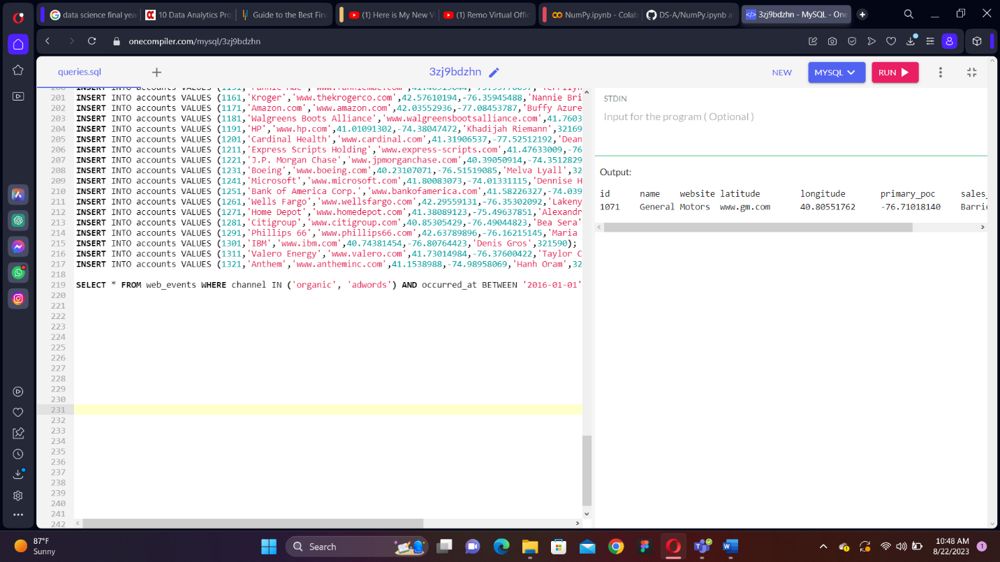 data science final yea
10 Data Analytics Pro
Guide to the Best Fin
(1) Here is My New V
(1) Remo Virtual Offic
NumPy.ipynb - Colab
DS-A/NumPy.ipynb a
3zj9bdzhn - MySQL - One
onecompiler.com/mysql/3zj9bdzhn
queries.sql
3zj9bdzhn
NEW
MYSQL
RUN
201 INSERT INTO accounts VALUES (1161,'Kroger','www.thekrogerco.com',42.57610194,-76.35945488,'Nannie Bri
202 INSERT INTO accounts VALUES (1171,'Amazon.com','www.amazon.com',42.03552936,-77.08453787,'Buffy Azure
203 INSERT INTO accounts VALUES (1181,'Walgreens Boots Alliance','www.walgreensbootsalliance.com',41.7603
204 INSERT INTO accounts VALUES (1191,'HP','www.hp.com',41.01091302,-74.38047472,'Khadijah Riemann',32169
205 INSERT INTO accounts VALUES (1201,'Cardinal Health','www.cardinal.com',41.31906537,-77.52512192,'Dean
206 INSERT INTO accounts VALUES (1211,'Express Scripts Holding','www.express-scripts.com',41.47633009,-76
207 INSERT INTO accounts VALUES (1221,'J.P. Morgan Chase','www.jpmorganchase.com',40.39050914,-74.3512829
208 INSERT INTO accounts VALUES (1231,'Boeing','www.boeing.com',40.23107071,-76.51519085,'Melva Lyall',32
209 INSERT INTO accounts VALUES (1241,'Microsoft','www.microsoft.com',41.80083073,-74.01331115,'Dennise H
210 INSERT INTO accounts VALUES (1251,'Bank of America Corp.','www.bankofamerica.com',41.58226327,-74.039
211 INSERT INTO accounts VALUES (1261,'Wells Fargo','www.wellsfargo.com',42.29559131,-76.35302092,'Lakeny
212 INSERT INTO accounts VALUES (1271,'Home Depot','www.homedepot.com',41.38089123,-75.49637851,'Alexandr
213 INSERT INTO accounts VALUES (1281,'Citigroup','www.citigroup.com',40.85305429,-76.49044823,'Bea Sera'
214 INSERT INTO accounts VALUES (1291,'Phillips 66','www.phillips66.com',42.63789896,-76.16215145,'Maria
215 INSERT INTO accounts VALUES (1301,'IBM','www.ibm.com',40.74381454,-76.80764423,'Denis Gros',321590);
216 INSERT INTO accounts VALUES (1311,'Valero Energy','www.valero.com',41.73014984,-76.37600422,'Taylor C
217 INSERT INTO accounts VALUES (1321,'Anthem','www.antheminc.com',41.1538988,-74.98958069,'Hanh Oram',32
218
219 SELECT * FROM web_events WHERE channel IN ('organic', 'adwords') AND occurred_at BETWEEN '2016-01-01'
220
221
222
223
224
225
226
227
228
229
230
231
232
233
234
235
236
237
238
239
240
241
242
STDIN
Input for the program ( Optional )
Output:
id name website latitude longitude primary_poc sales_
1071 General Motors www.gm.com 40.80551762 -76.71018140 Barri
87°F
Sunny
Search
10:48 AM
8/22/2023
1